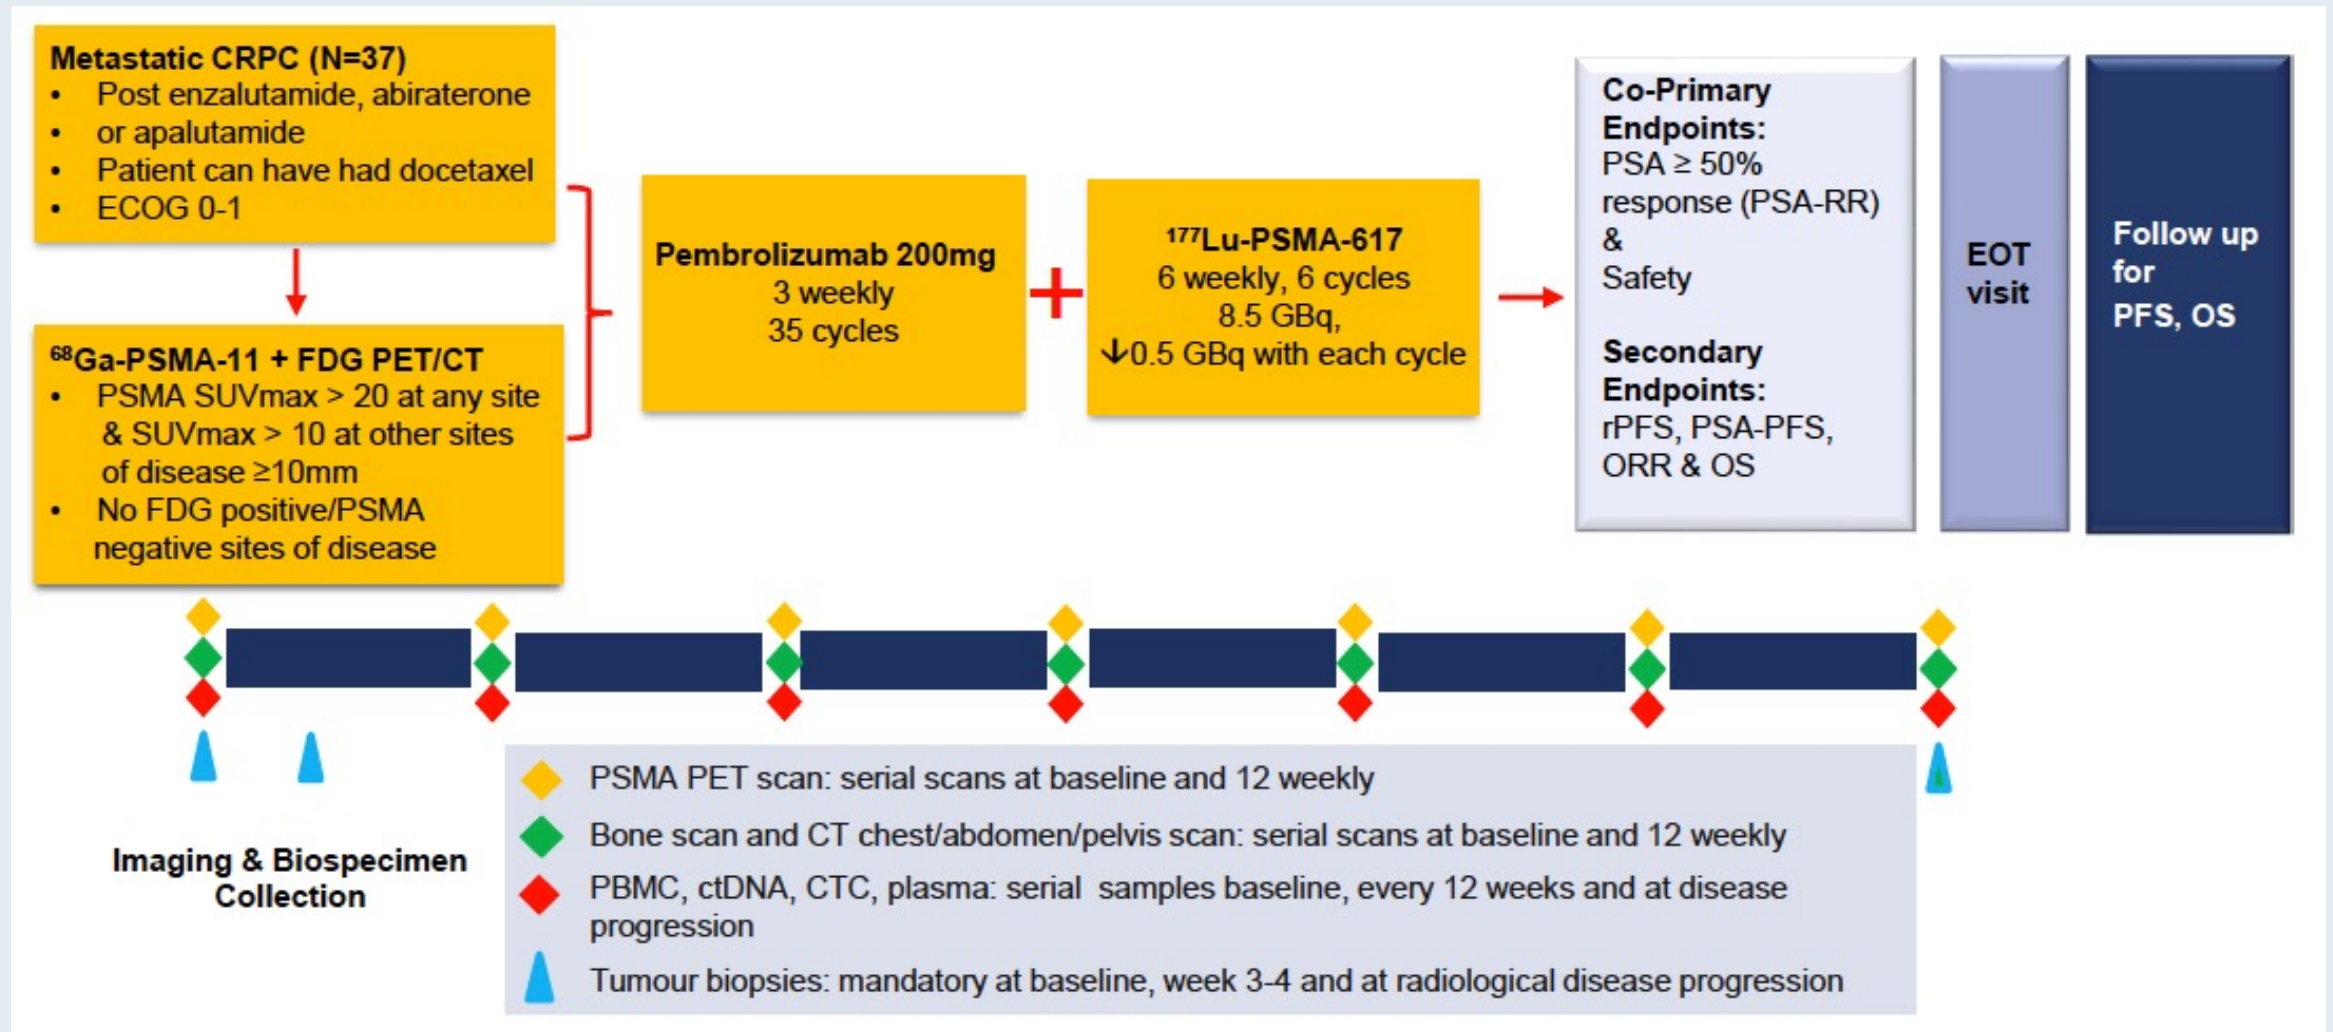 Metastatic CRPC (N=37)
• Post enzalutamide, abiraterone
• or apalutamide
• Patient can have had docetaxel
• ECOG 0-1
⁶⁸Ga-PSMA-11 + FDG PET/CT
• PSMA SUVmax > 20 at any site
& SUVmax > 10 at other sites
of disease ≥10mm
• No FDG positive/PSMA
negative sites of disease
Pembrolizumab 200mg
3 weekly
35 cycles
+
¹⁷⁷Lu-PSMA-617
6 weekly, 6 cycles
8.5 GBq,
↓0.5 GBq with each cycle
Co-Primary
Endpoints:
PSA ≥ 50%
response (PSA-RR)
&
Safety
Secondary
Endpoints:
rPFS, PSA-PFS,
ORR & OS
EOT
visit
Follow up
for
PFS, OS
Imaging & Biospecimen
Collection
PSMA PET scan: serial scans at baseline and 12 weekly
Bone scan and CT chest/abdomen/pelvis scan: serial scans at baseline and 12 weekly
PBMC, ctDNA, CTC, plasma: serial samples baseline, every 12 weeks and at disease
progression
Tumour biopsies: mandatory at baseline, week 3-4 and at radiological disease progression